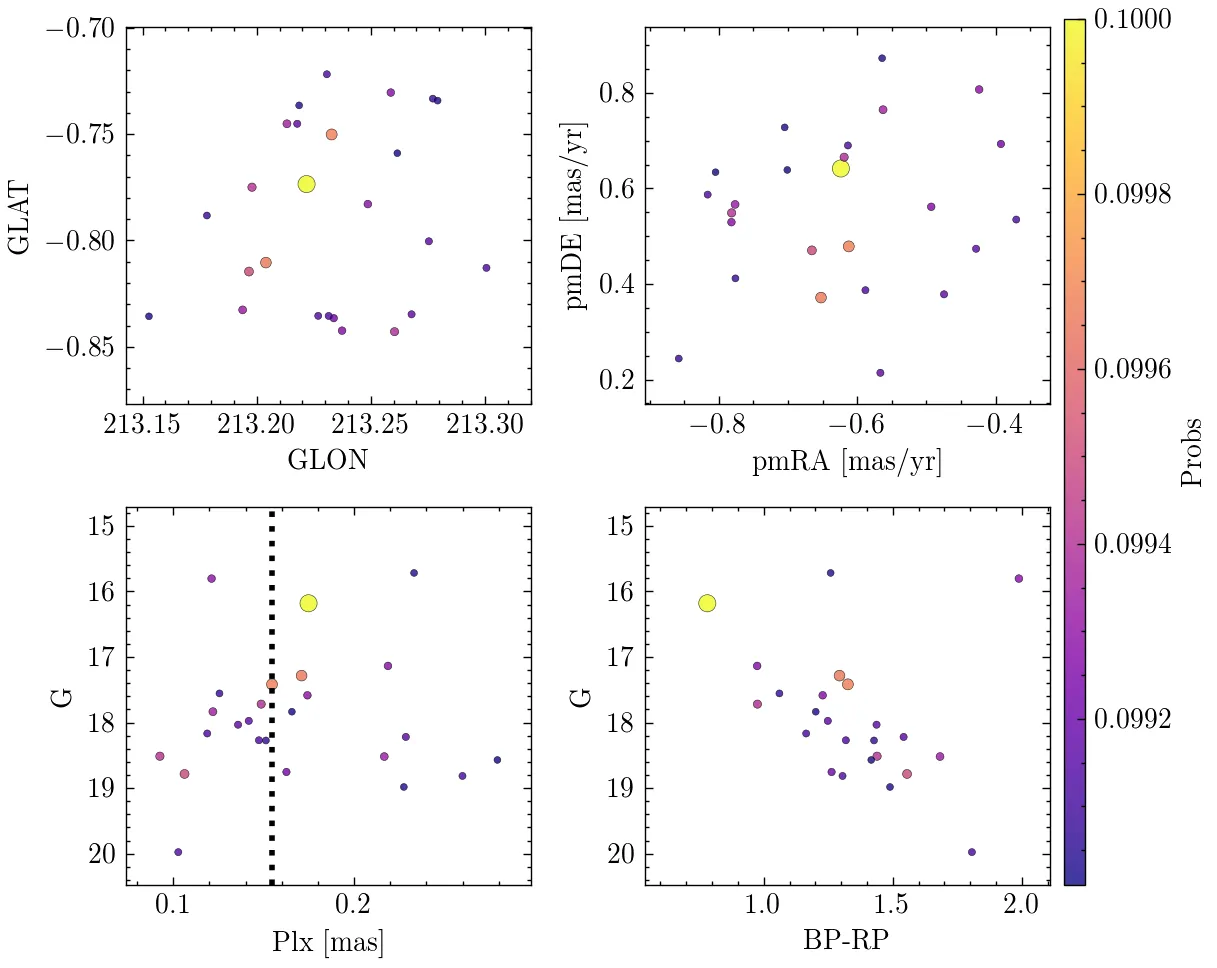 −0.70
−0.75
−0.80
−0.85
GLAT
213.15 213.20 213.25 213.30
GLON
0.8
0.6
0.4
0.2
pmDE [mas/yr]
−0.8 −0.6 −0.4
pmRA [mas/yr]
0.1000
0.0998
0.0996
0.0994
0.0992
Probs
15
16
17
18
19
20
G
0.1 0.2
Plx [mas]
15
16
17
18
19
20
G
1.0 1.5 2.0
BP-RP